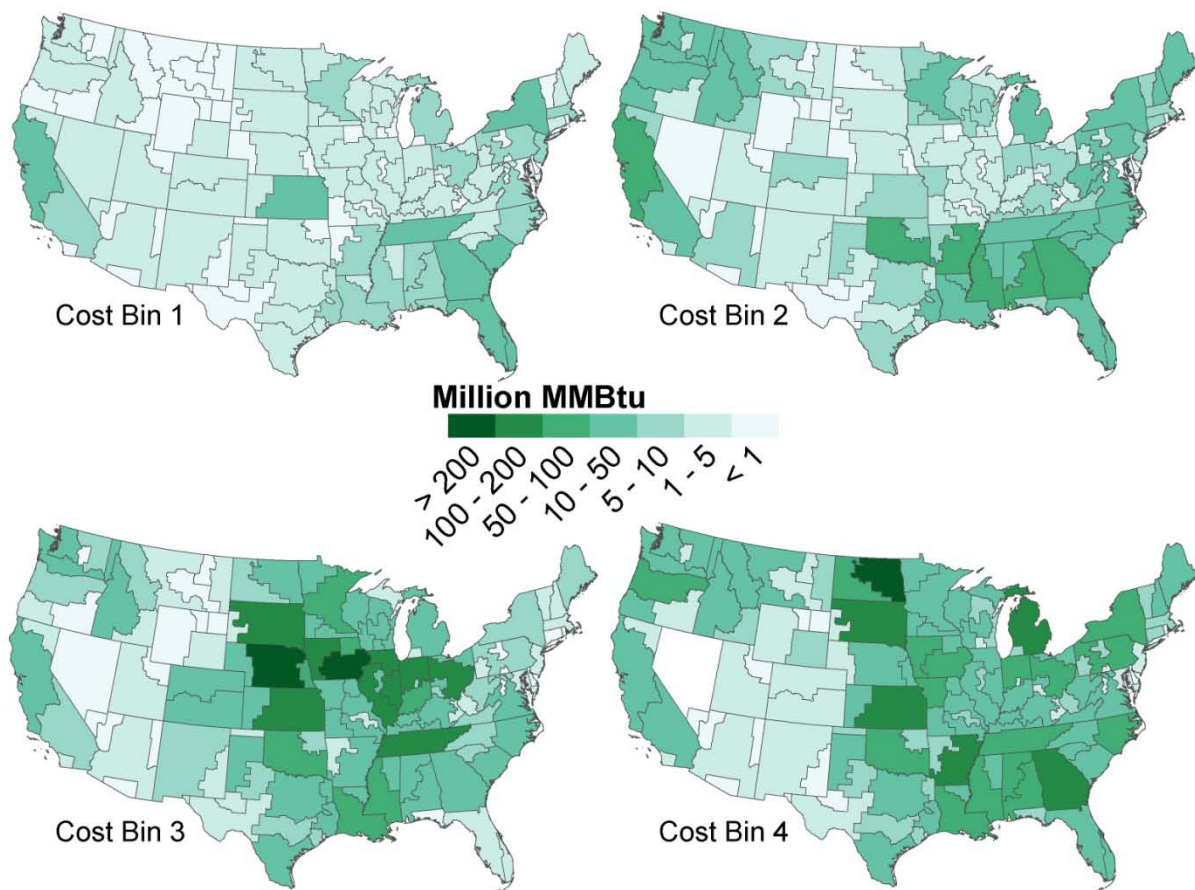 Cost Bin 1
Cost Bin 2
Million MMBtu
> 200
100 - 200
50 - 100
10 - 50
5 - 10
1 - 5
< 1
Cost Bin 3
Cost Bin 4